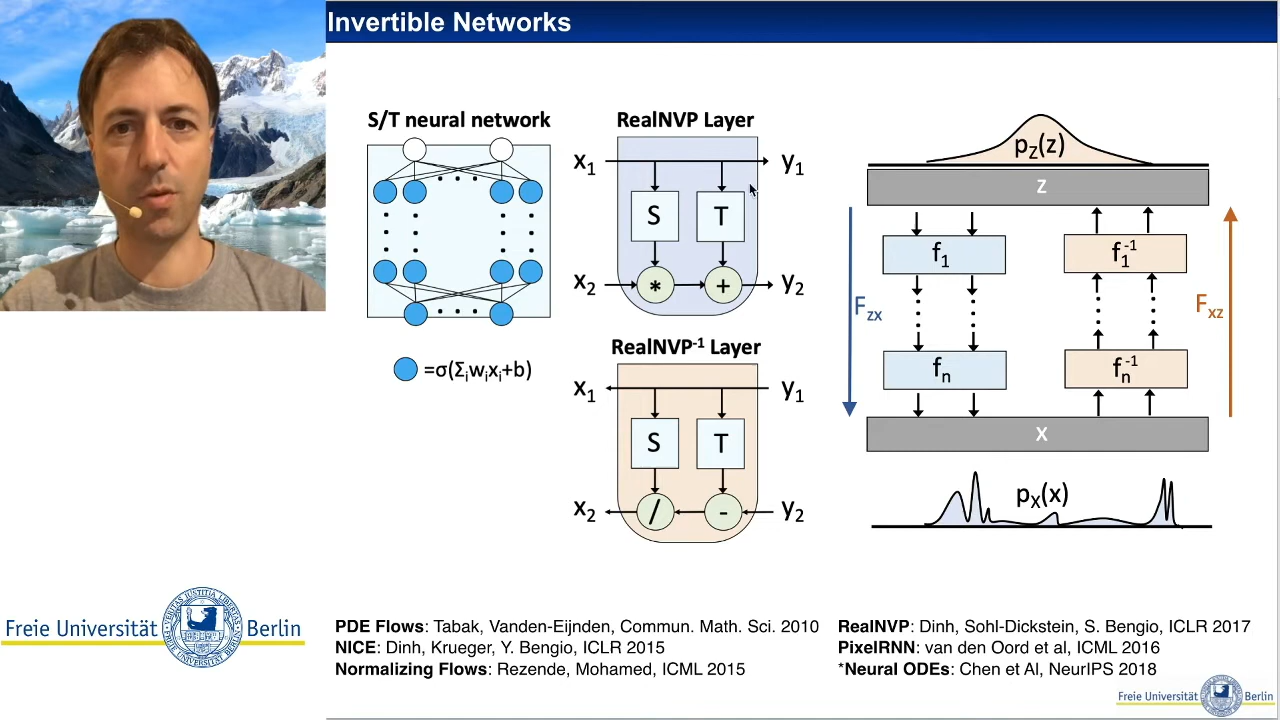 Invertible Networks
S/T neural network
=σ(Σᵢwᵢxᵢ+b)
RealNVP Layer
x₁
y₁
S
T
x₂
*
+
y₂
RealNVP⁻¹ Layer
x₁
y₁
S
T
x₂
/
-
y₂
p_Z(z)
z
F_zx
f₁
f₁⁻¹
F_xz
fₙ
fₙ⁻¹
x
p_X(x)
PDE Flows: Tabak, Vanden-Eijnden, Commun. Math. Sci. 2010
NICE: Dinh, Krueger, Y. Bengio, ICLR 2015
Normalizing Flows: Rezende, Mohamed, ICML 2015
RealNVP: Dinh, Sohl-Dickstein, S. Bengio, ICLR 2017
PixelRNN: van den Oord et al, ICML 2016
*Neural ODEs: Chen et Al, NeurIPS 2018
Freie Universität Berlin
Freie Universität Berlin